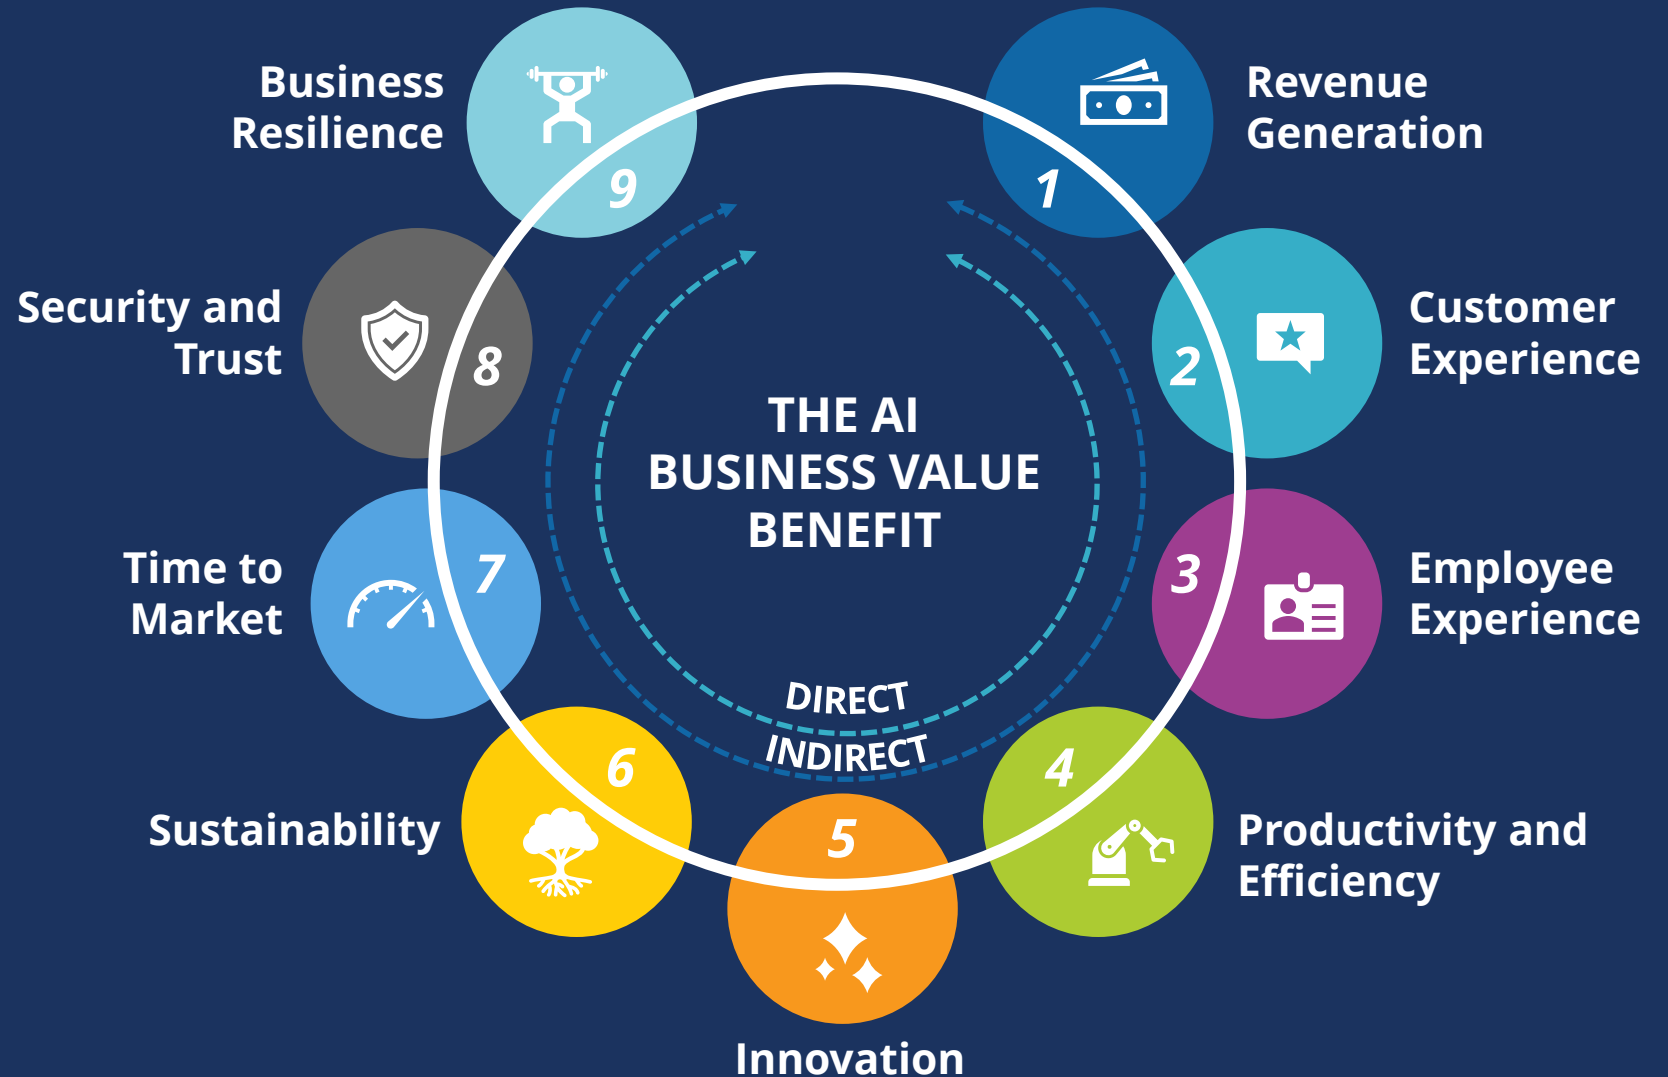 THE AI
BUSINESS VALUE
BENEFIT
DIRECT
INDIRECT
1
Revenue
Generation
2
Customer
Experience
3
Employee
Experience
4
Productivity and
Efficiency
5
Innovation
6
Sustainability
7
Time to
Market
8
Security and
Trust
9
Business
Resilience